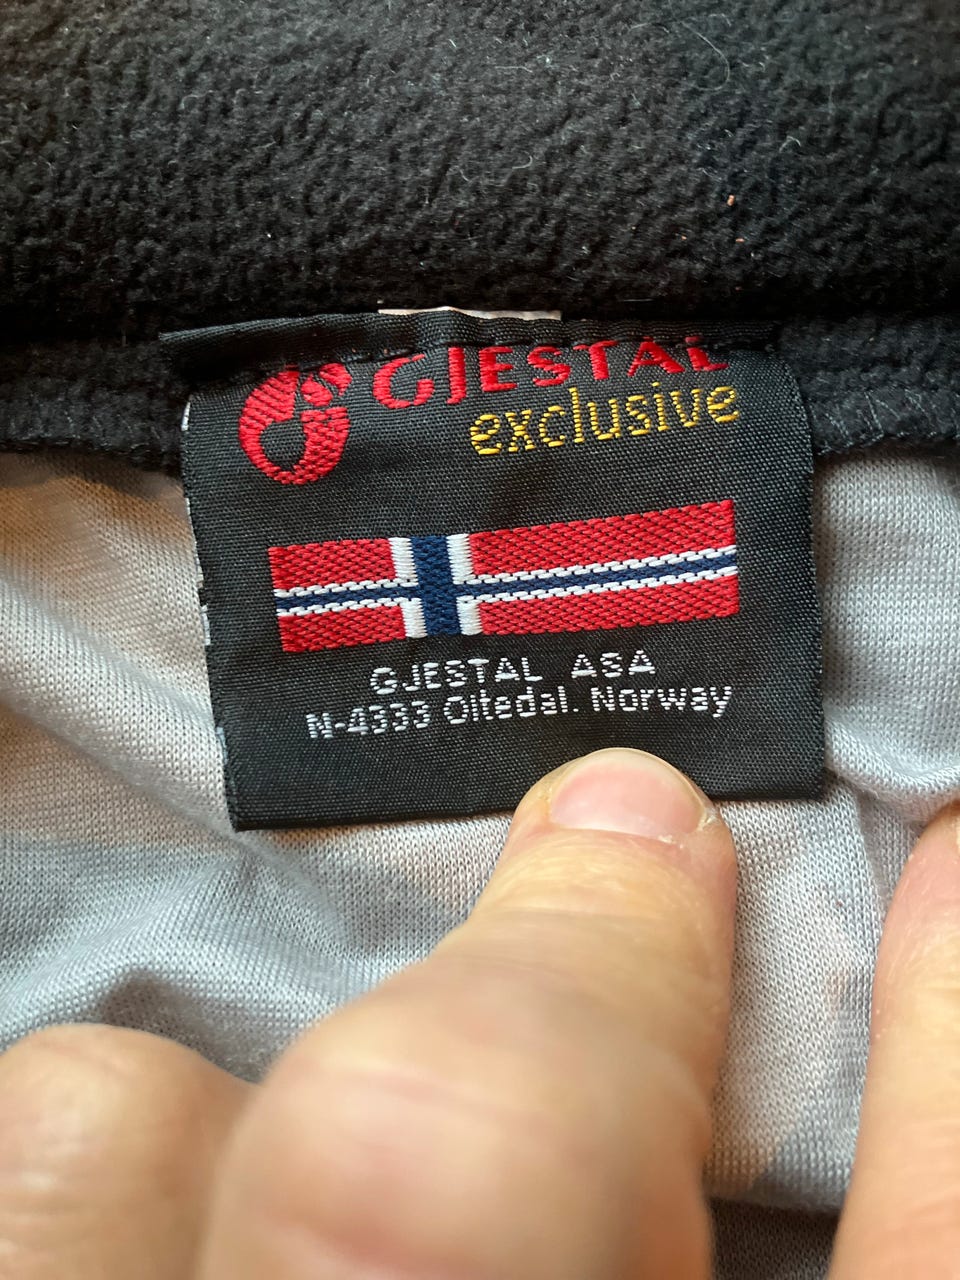 GJESTAL
exclusive
GJESTAL ASA
N-4333 Oltedal. Norway